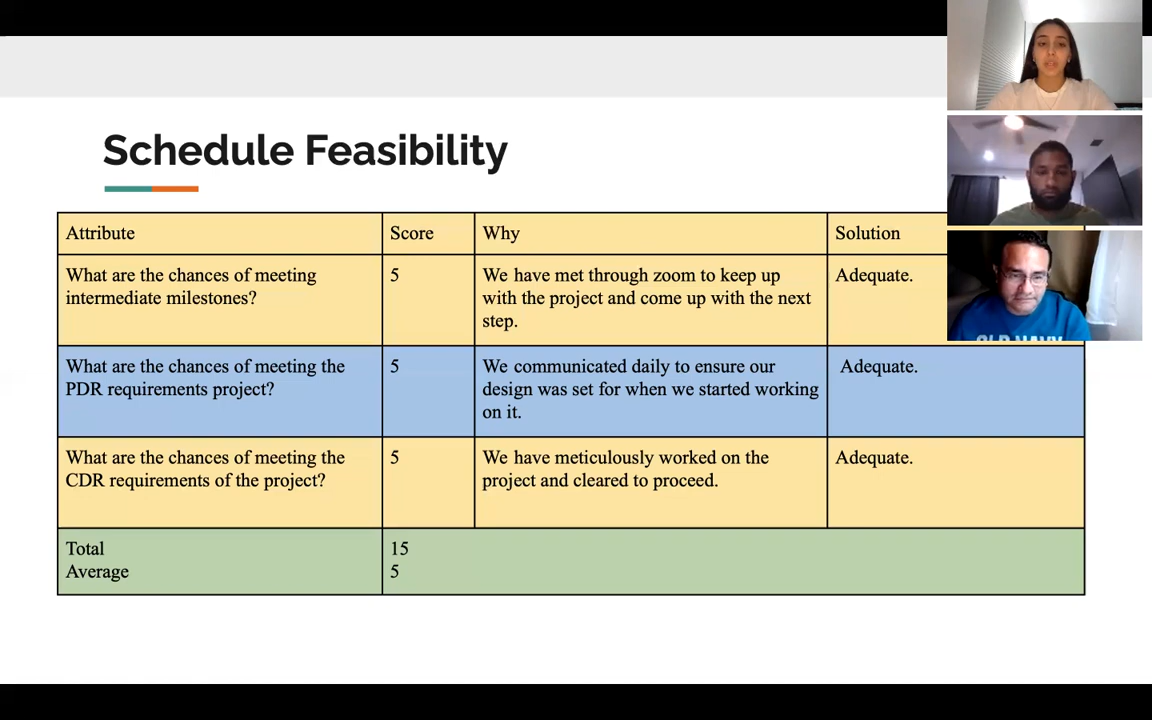 Schedule Feasibility
Attribute
Score
Why
Solution
What are the chances of meeting
intermediate milestones?
5
We have met through zoom to keep up
with the project and come up with the next
step.
Adequate.
What are the chances of meeting the
PDR requirements project?
5
We communicated daily to ensure our
design was set for when we started working
on it.
Adequate.
What are the chances of meeting the
CDR requirements of the project?
5
We have meticulously worked on the
project and cleared to proceed.
Adequate.
Total
Average
15
5
OLD NAVY